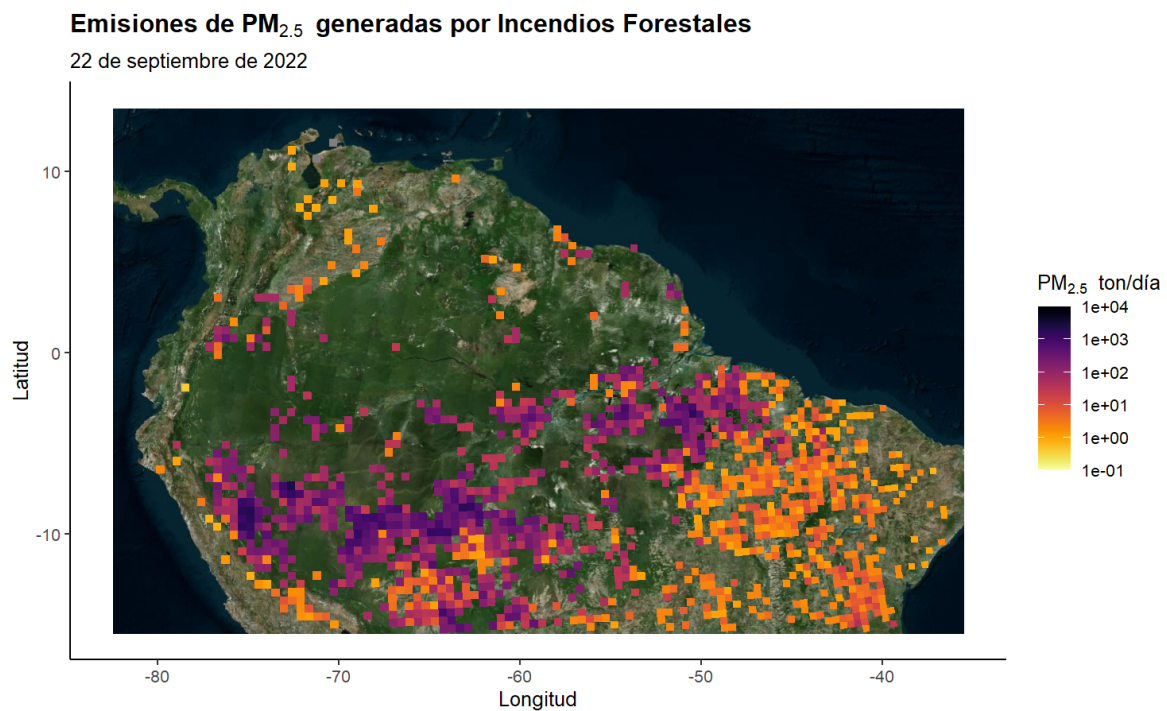 Emisiones de PM2.5 generadas por Incendios Forestales
22 de septiembre de 2022
Latitud
10
0
-10
-80 -70 -60 -50 -40
Longitud
PM2.5 ton/día
1e+04
1e+03
1e+02
1e+01
1e+00
1e-01